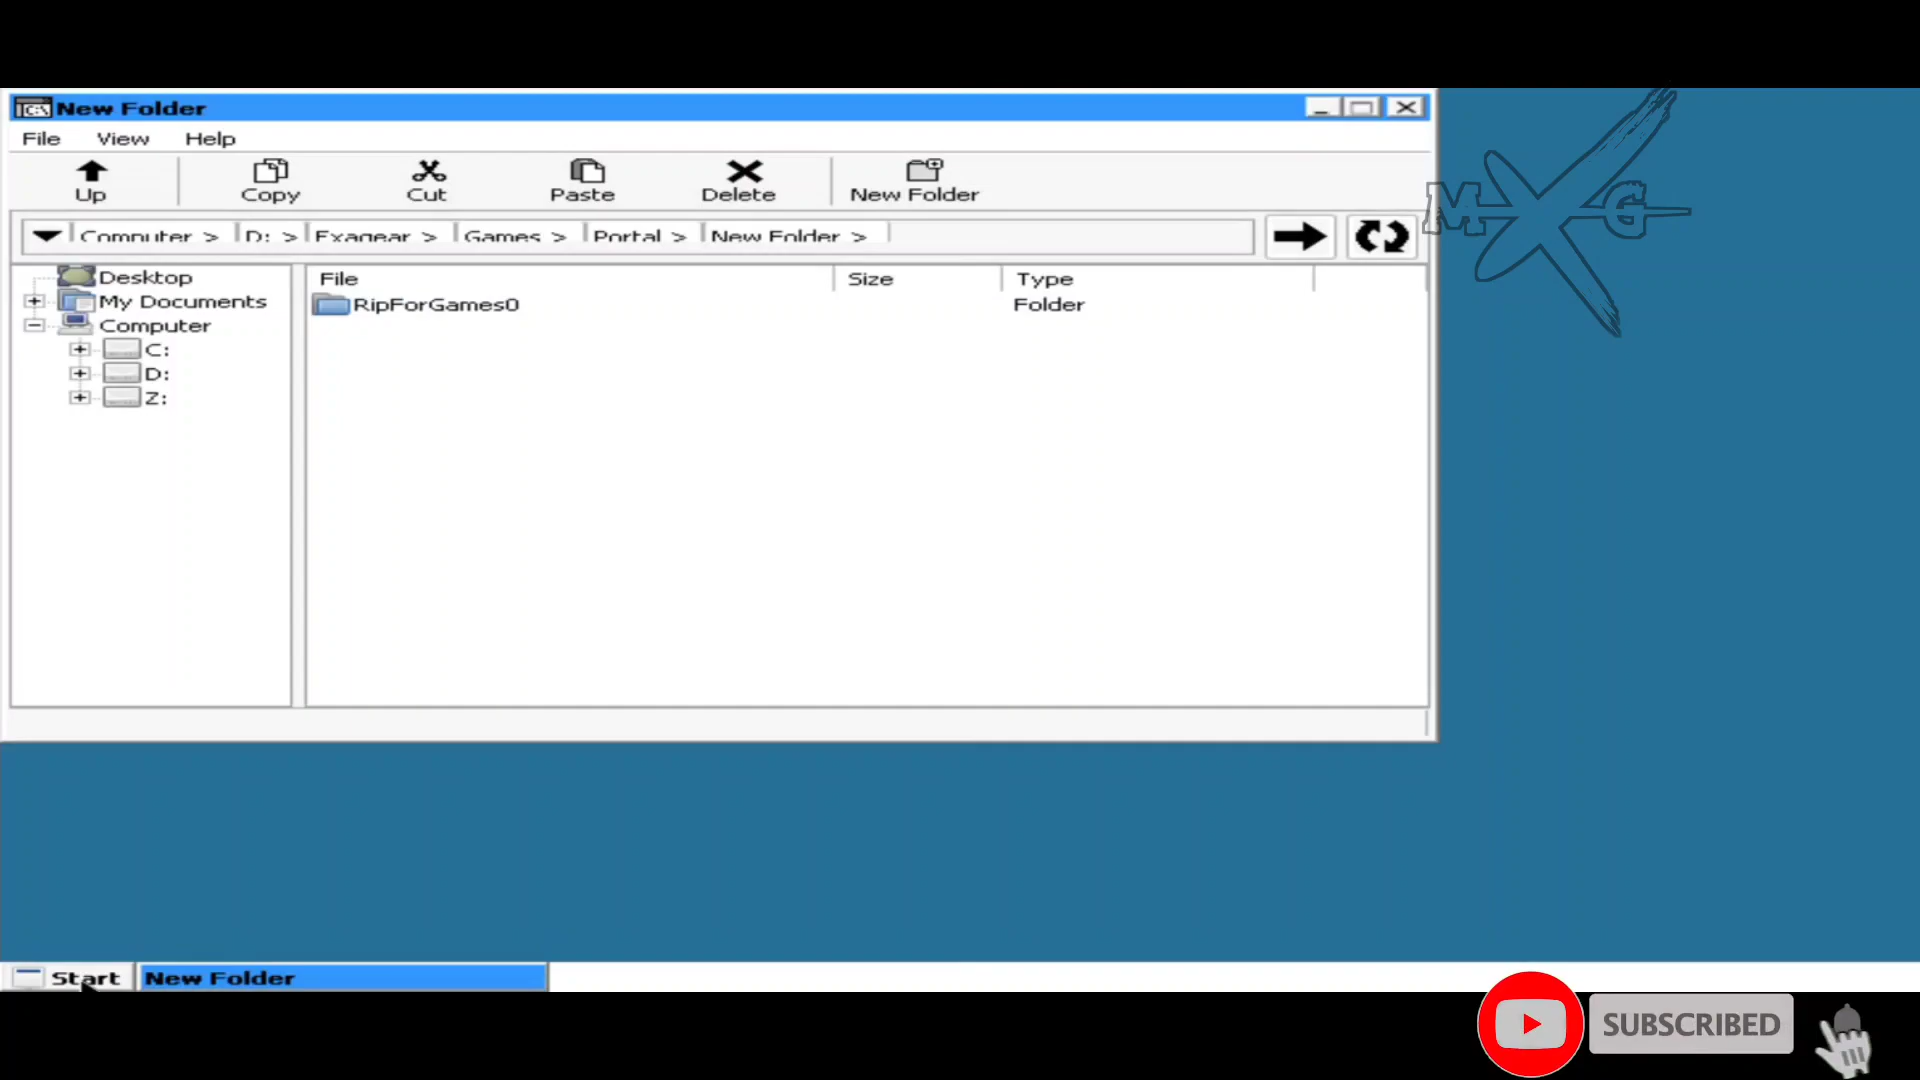 New Folder
File View Help
Up Copy Cut Paste Delete New Folder
Computer > D: > Exagear > Games > Portal > New Folder >
Desktop
My Documents
Computer
C:
D:
Z:
File Size Type
RipForGames0 Folder
M X G
Start New Folder
SUBSCRIBED